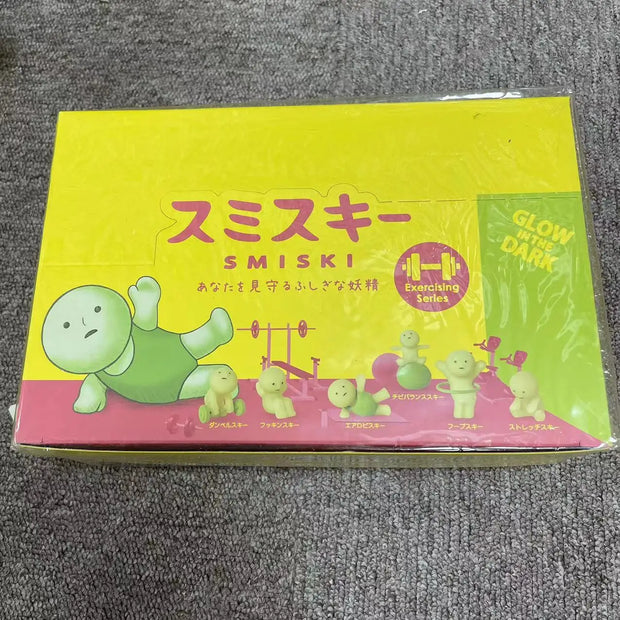 スミスキー
SMISKI
あなたを見守るふしぎな妖精
Exercising
Series
GLOW
IN THE
DARK
ダンベルスキー
フッキンスキー
エアロビスキー
チビバランススキー
フープスキー
ストレッチスキー